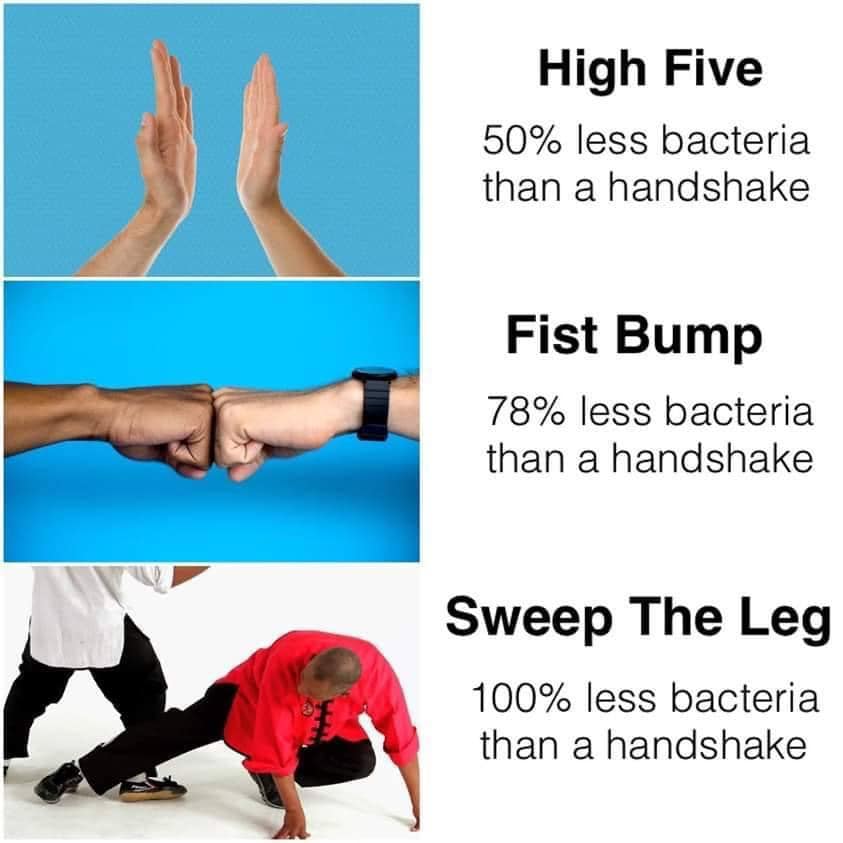 High Five
50% less bacteria
than a handshake
Fist Bump
78% less bacteria
than a handshake
Sweep The Leg
100% less bacteria
than a handshake